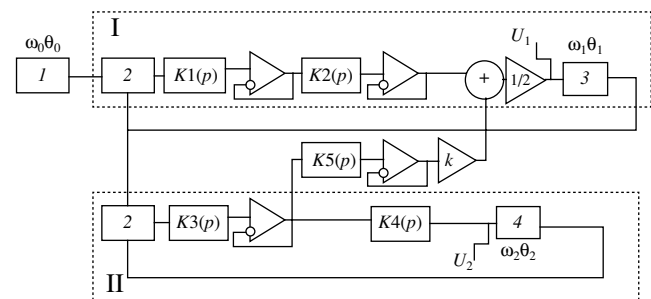 I
ω₀θ₀
U₁
ω₁θ₁
1
2
K1(p)
K2(p)
+
1/2
3
K5(p)
k
2
K3(p)
K4(p)
4
U₂
ω₂θ₂
II